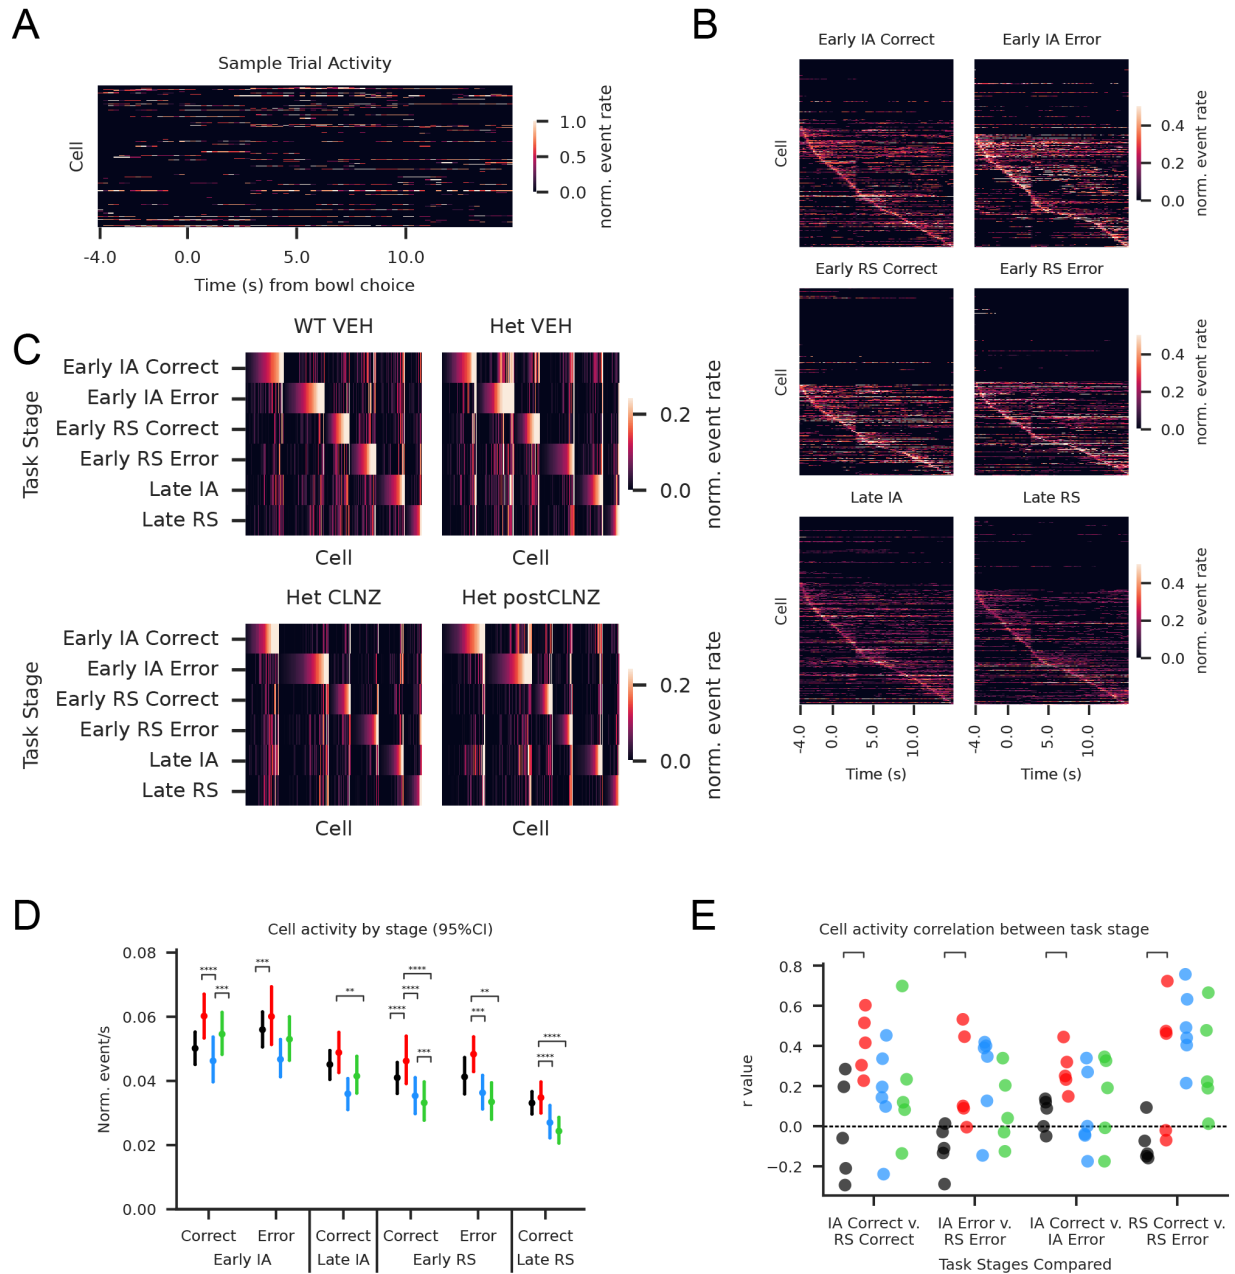 A
Sample Trial Activity
Cell
1.0
0.5
0.0
norm. event rate
-4.0 0.0 5.0 10.0
Time (s) from bowl choice
B
Early IA Correct
Early IA Error
Cell
0.4
0.2
0.0
norm. event rate
Early RS Correct
Early RS Error
Cell
0.4
0.2
0.0
norm. event rate
Late IA
Late RS
Cell
0.4
0.2
0.0
norm. event rate
-4.0 0.0 5.0 10.0
-4.0 0.0 5.0 10.0
Time (s)
Time (s)
C
WT VEH
Het VEH
Task Stage
Early IA Correct
Early IA Error
Early RS Correct
Early RS Error
Late IA
Late RS
Cell
Cell
0.2
0.0
norm. event rate
Het CLNZ
Het postCLNZ
Task Stage
Early IA Correct
Early IA Error
Early RS Correct
Early RS Error
Late IA
Late RS
Cell
Cell
0.2
0.0
norm. event rate
D
Cell activity by stage (95%CI)
Norm. event/s
0.08
0.06
0.04
0.02
0.00
****
***
***
**
****
****
****
***
**
***
****
****
Correct Error Correct Correct Error Correct
Early IA Late IA Early RS Late RS
E
Cell activity correlation between task stage
r value
0.8
0.6
0.4
0.2
0.0
−0.2
IA Correct v. IA Error v. IA Correct v. RS Correct v.
RS Correct RS Error IA Error RS Error
Task Stages Compared